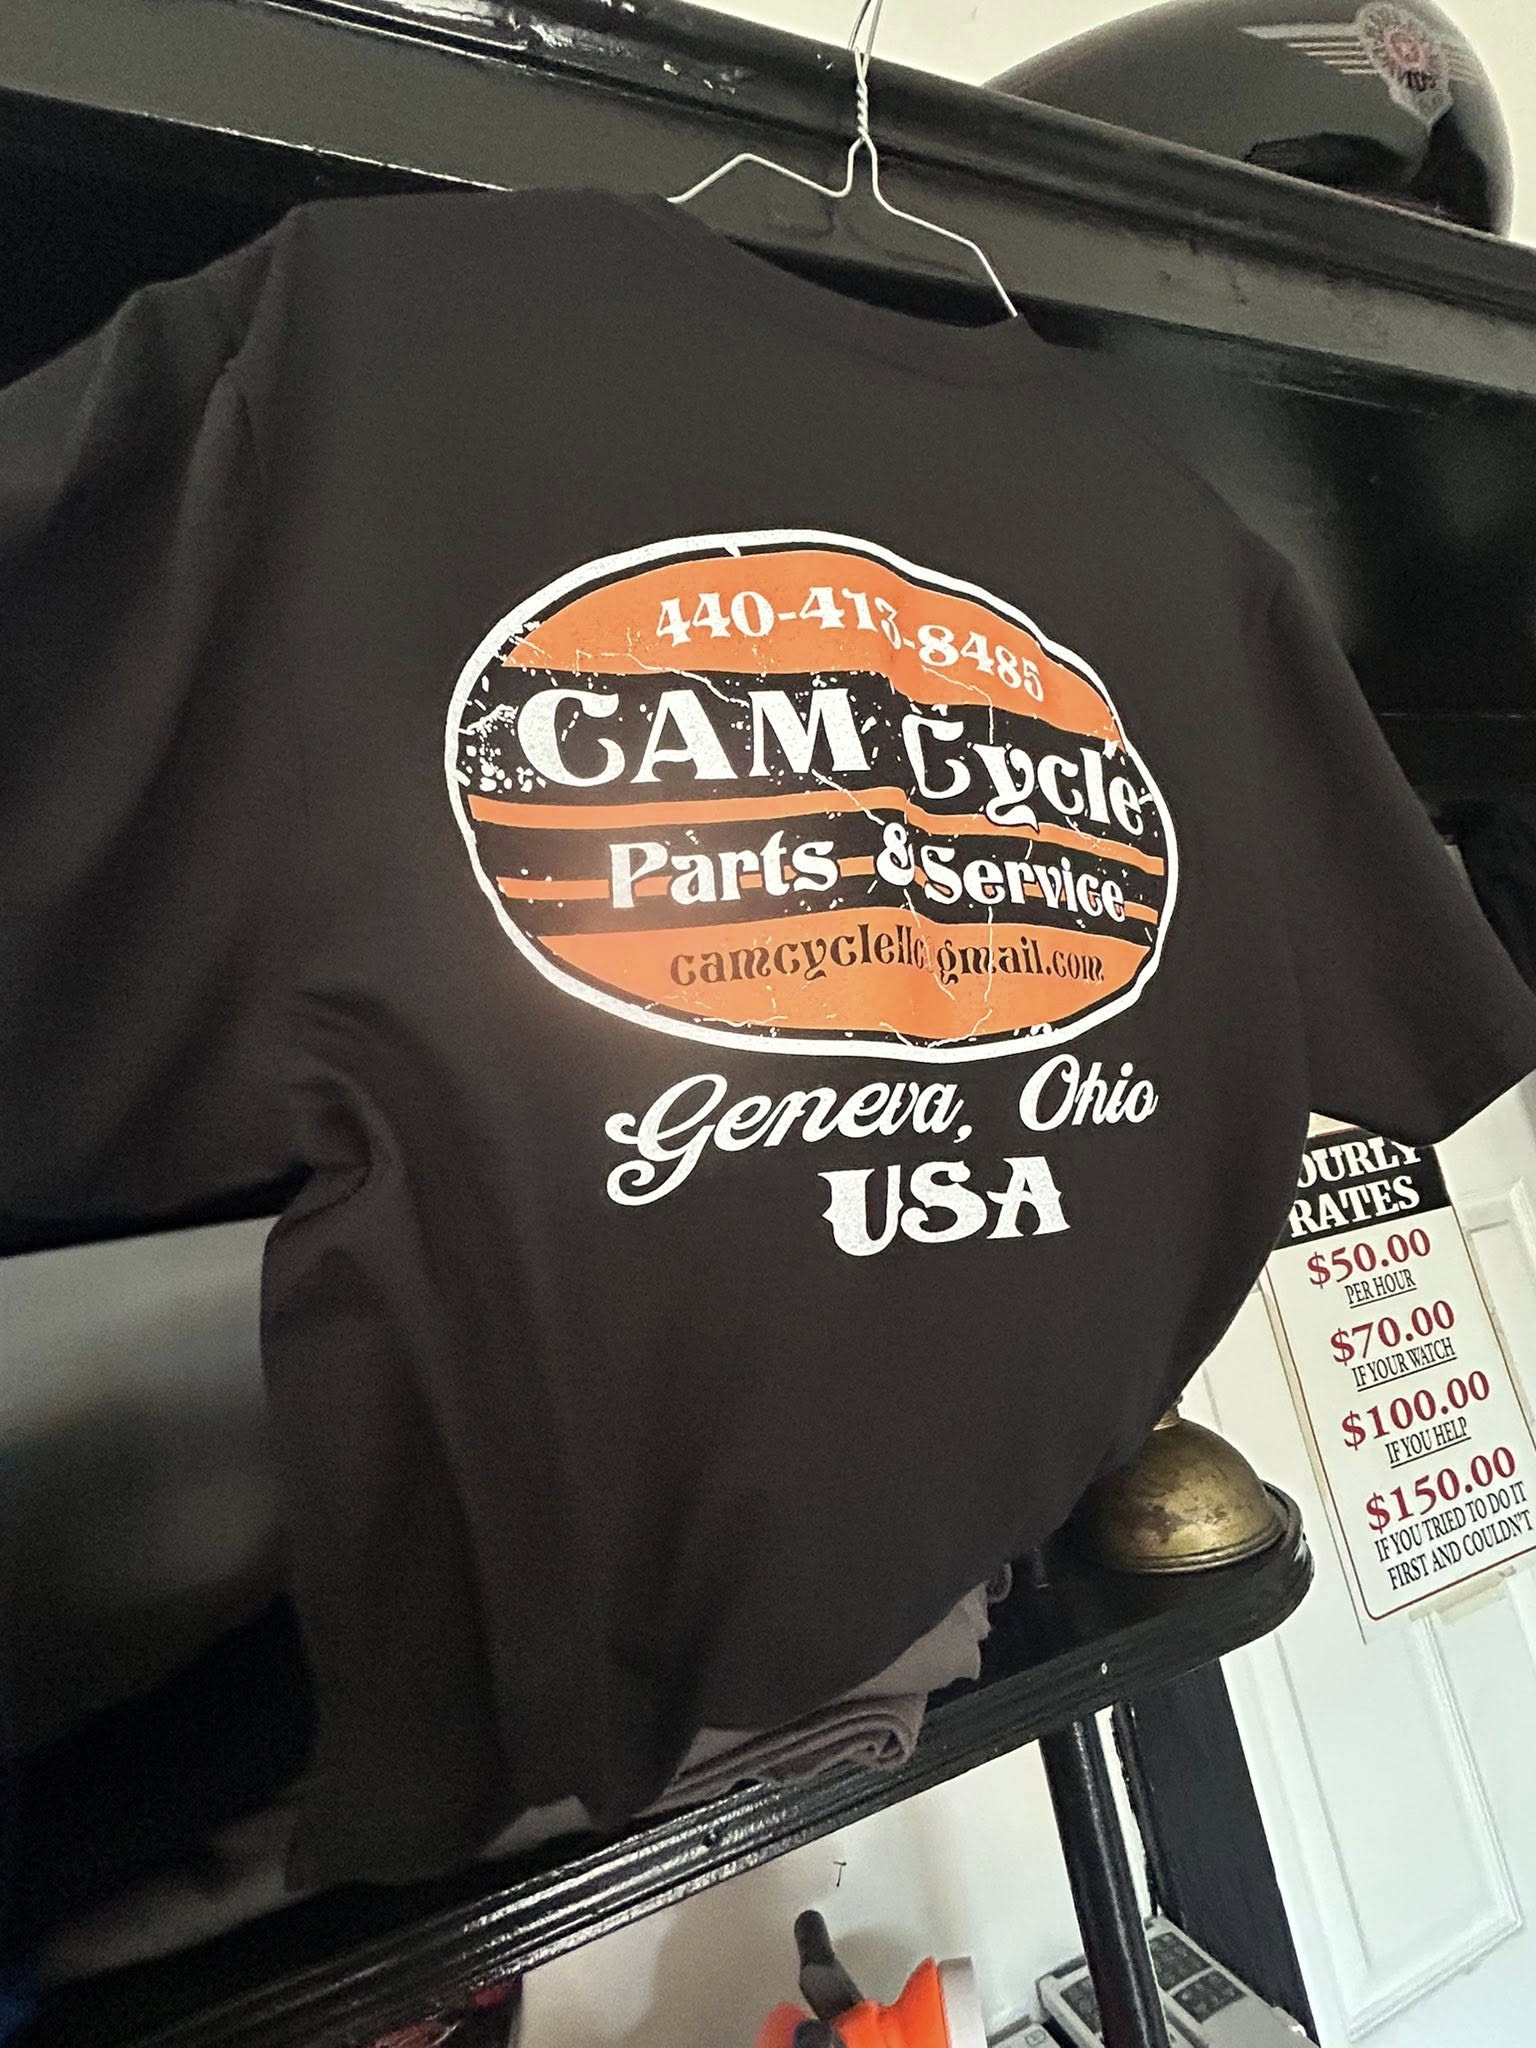 440-413-8485
CAM Cycle
Parts & Service
camcyclellc gmail.com
Geneva, Ohio
USA
OURLY
RATES
$50.00
PER HOUR
$70.00
IF YOUR WATCH
$100.00
IF YOU HELP
$150.00
IF YOU TRIED TO DO IT
FIRST AND COULDN'T